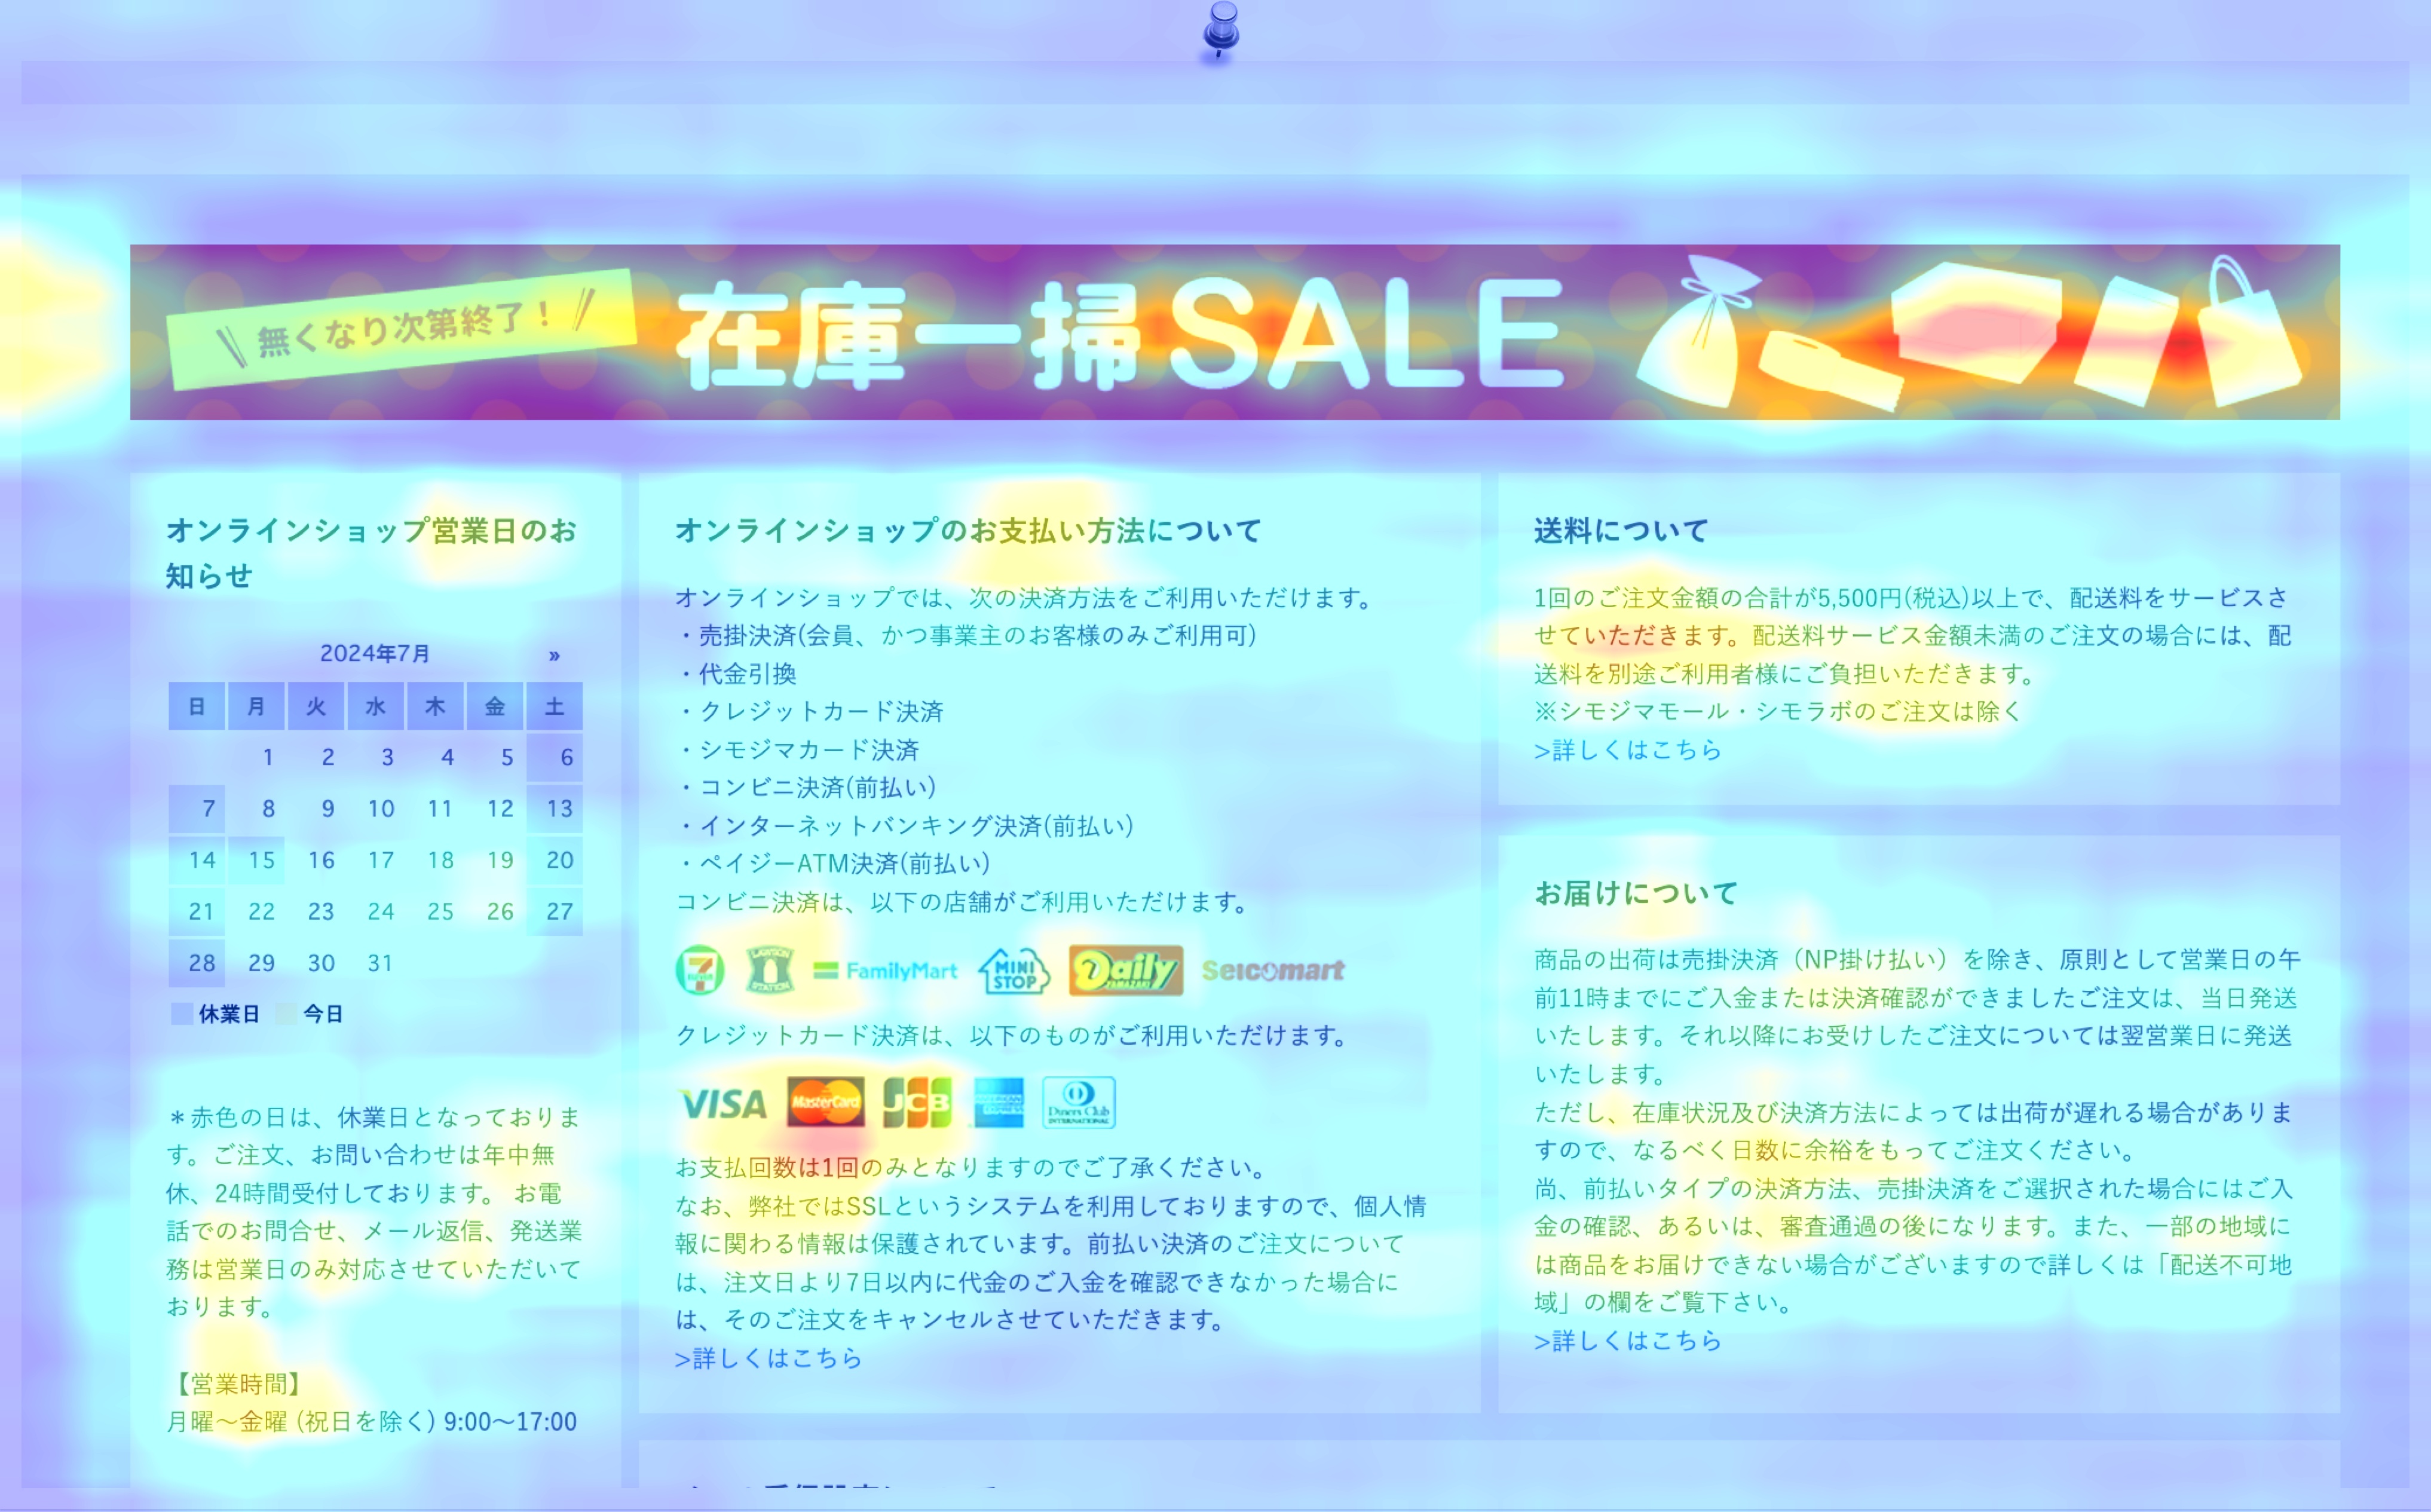 無くなり次第終了！
在庫一掃SALE
オンラインショップ営業日のお
知らせ
2024年7月 »
日 月 火 水 木 金 土
1 2 3 4 5 6
7 8 9 10 11 12 13
14 15 16 17 18 19 20
21 22 23 24 25 26 27
28 29 30 31
休業日 今日
＊赤色の日は、休業日となっておりま
す。ご注文、お問い合わせは年中無
休、24時間受付しております。 お電
話でのお問合せ、メール返信、発送業
務は営業日のみ対応させていただいて
おります。
【営業時間】
月曜～金曜 (祝日を除く) 9:00～17:00
オンラインショップのお支払い方法について
オンラインショップでは、次の決済方法をご利用いただけます。
・売掛決済(会員、かつ事業主のお客様のみご利用可)
・代金引換
・クレジットカード決済
・シモジマカード決済
・コンビニ決済(前払い)
・インターネットバンキング決済(前払い)
・ペイジーATM決済(前払い)
コンビニ決済は、以下の店舗がご利用いただけます。
7 ELEVEN LAWSON STATION FamilyMart MINI STOP Daily YAMAZAKI Seicomart
クレジットカード決済は、以下のものがご利用いただけます。
VISA MasterCard JCB AMERICAN EXPRESS Diners Club INTERNATIONAL
お支払回数は1回のみとなりますのでご了承ください。
なお、弊社ではSSLというシステムを利用しておりますので、個人情
報に関わる情報は保護されています。前払い決済のご注文について
は、注文日より7日以内に代金のご入金を確認できなかった場合に
は、そのご注文をキャンセルさせていただきます。
>詳しくはこちら
送料について
1回のご注文金額の合計が5,500円(税込)以上で、配送料をサービスさ
せていただきます。配送料サービス金額未満のご注文の場合には、配
送料を別途ご利用者様にご負担いただきます。
※シモジマモール・シモラボのご注文は除く
>詳しくはこちら
お届けについて
商品の出荷は売掛決済（NP掛け払い）を除き、原則として営業日の午
前11時までにご入金または決済確認ができましたご注文は、当日発送
いたします。それ以降にお受けしたご注文については翌営業日に発送
いたします。
ただし、在庫状況及び決済方法によっては出荷が遅れる場合がありま
すので、なるべく日数に余裕をもってご注文ください。
尚、前払いタイプの決済方法、売掛決済をご選択された場合にはご入
金の確認、あるいは、審査通過の後になります。また、一部の地域に
は商品をお届けできない場合がございますので詳しくは「配送不可地
域」の欄をご覧下さい。
>詳しくはこちら